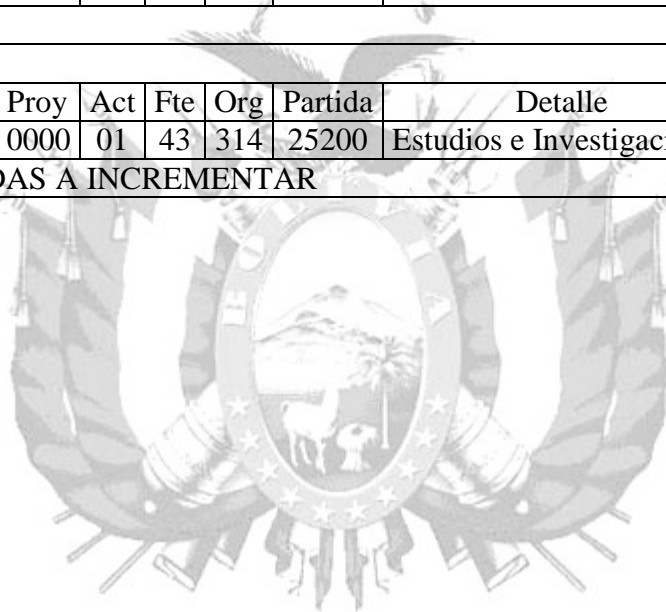 Proy Act Fte Org Partida Detalle
0000 01 43 314 25200 Estudios e Investigaci
DAS A INCREMENTAR